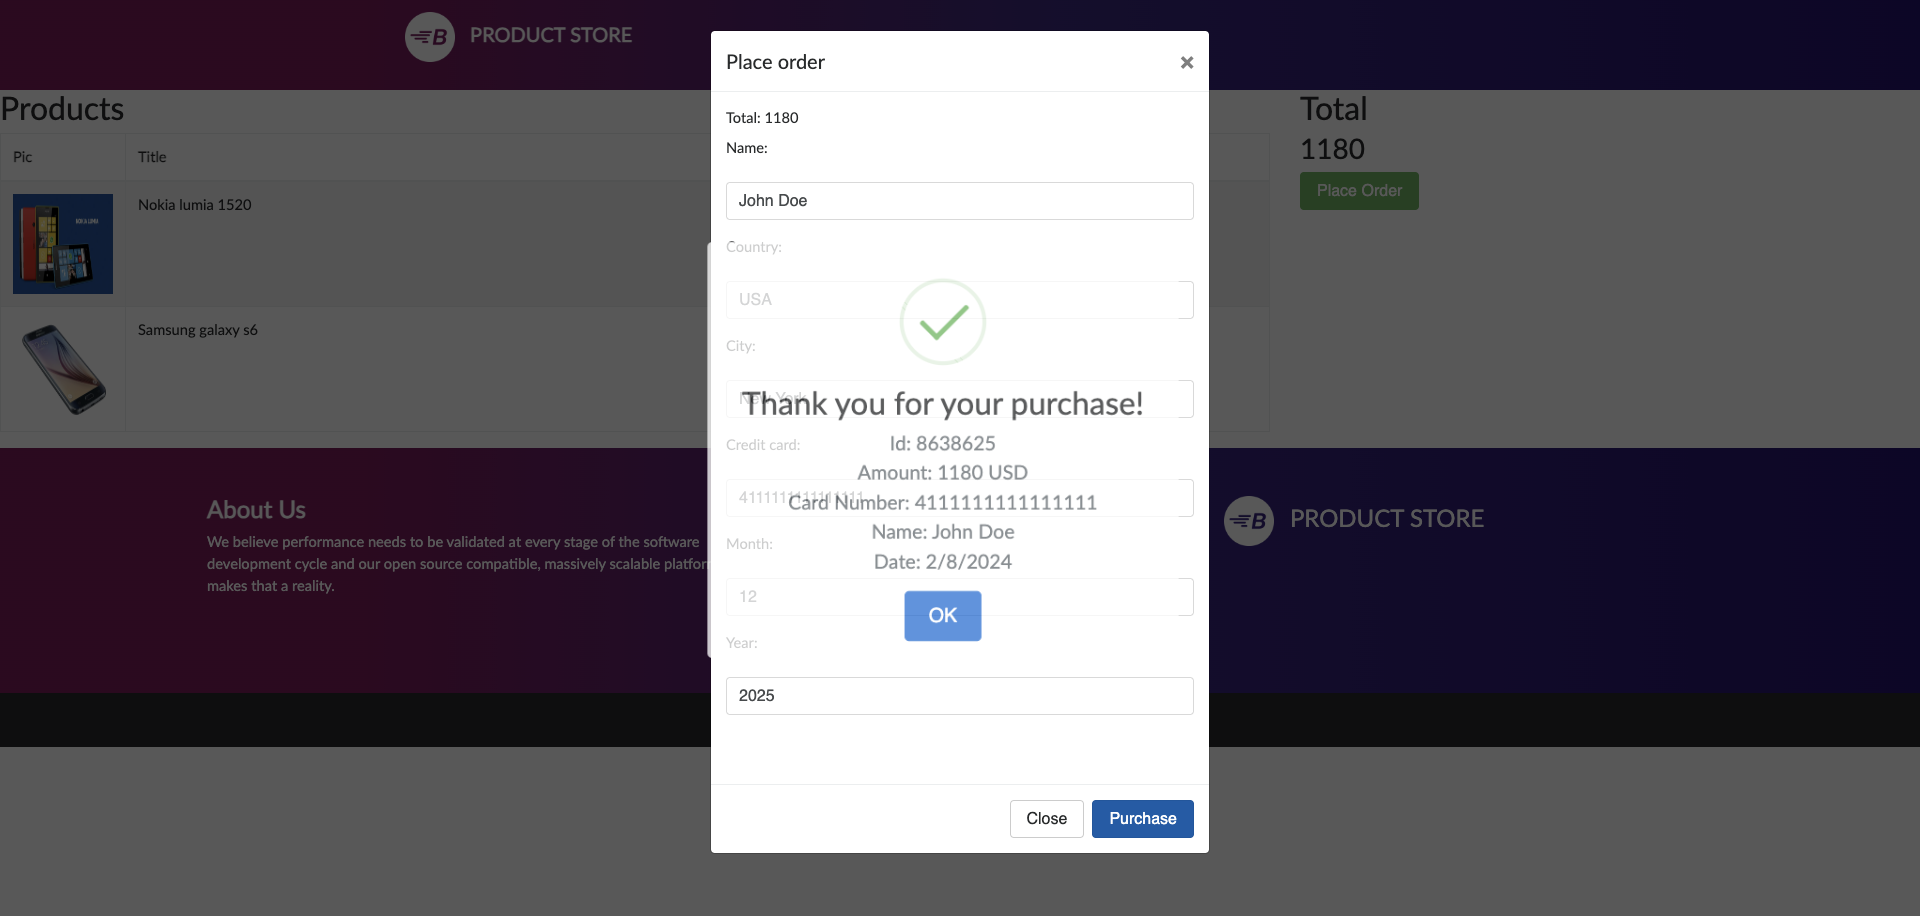 B PRODUCT STORE
Products
Pic
Title
NOKIA LUMIA
Nokia lumia 1520
Samsung galaxy s6
Total
1180
Place Order
Place order
×
Total: 1180
Name:
John Doe
Country:
USA
City:
New York
Credit card:
4111111111111111
Month:
12
Year:
2025
Thank you for your purchase!
Id: 8638625
Amount: 1180 USD
Card Number: 4111111111111111
Name: John Doe
Date: 2/8/2024
OK
Close
Purchase
About Us
We believe performance needs to be validated at every stage of the software
development cycle and our open source compatible, massively scalable platfor
makes that a reality.
B PRODUCT STORE